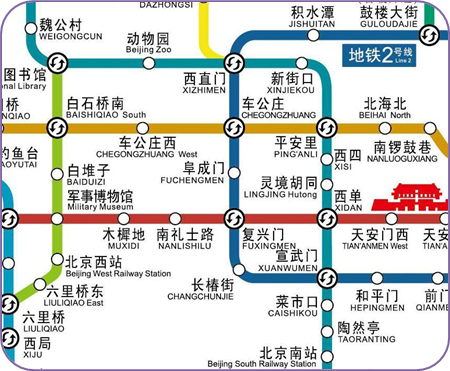 DAZHONGSI
魏公村
WEIGONGCUN
积水潭
JISHUITAN
鼓楼大街
GULOUDAJIE
动物园
Beijing Zoo
地铁2号线
Line 2
图书馆
onal Library
西直门
XIZHIMEN
新街口
XINJIEKOU
桥
白石桥南
BAISHIQIAO South
车公庄
CHEGONGZHUANG
北海北
BEIHAI North
车公庄西
CHEGONGZHUANG West
平安里
PING'ANLI
南锣鼓巷
NANLUOGUXIANG
钓鱼台
AOYUTAI
白堆子
BAIDUIZI
阜成门
FUCHENGMEN
西四
XISI
灵境胡同
LINGJING Hutong
军事博物馆
Military Museum
西单
XIDAN
木樨地
MUXIDI
南礼士路
NANLISHILU
复兴门
FUXINGMEN
天安门西
TIAN'ANMEN West
天安
TIAN'AN
北京西站
Beijing West Railway Station
宣武门
XUANWUMEN
长椿街
CHANGCHUNJIE
六里桥东
LIULIQIAO East
和平门
HEPINGMEN
前门
QIANME
六里桥
LIULIQIAO
菜市口
CAISHIKOU
西局
XIJU
陶然亭
TAORANTING
北京南站
Beijing South Railway Station